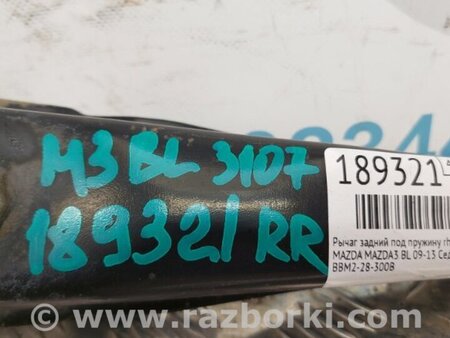 M3 BL 3107
189321 RR
189321
Рычаг задний под пружину
MAZDA MAZDA3 BL 09-13
BBM2-28-300B
www.razborki.com